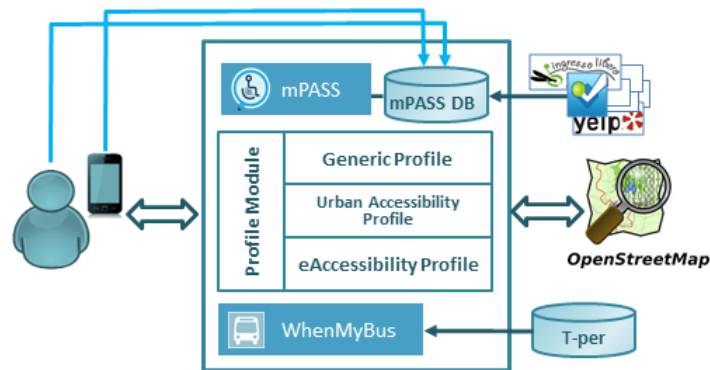 mPASS
mPASS DB
ingresso libero
yelp
Profile Module
Generic Profile
Urban Accessibility
Profile
eAccessibility Profile
OpenStreetMap
WhenMyBus
T-per